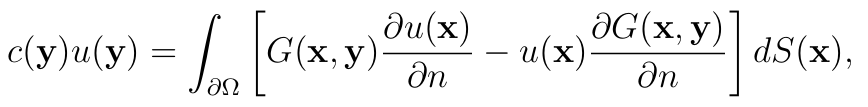 c(𝐲)u(𝐲) = ∫_{∂Ω} [ G(𝐱, 𝐲) ∂u(𝐱)/∂n − u(𝐱) ∂G(𝐱, 𝐲)/∂n ] dS(𝐱),